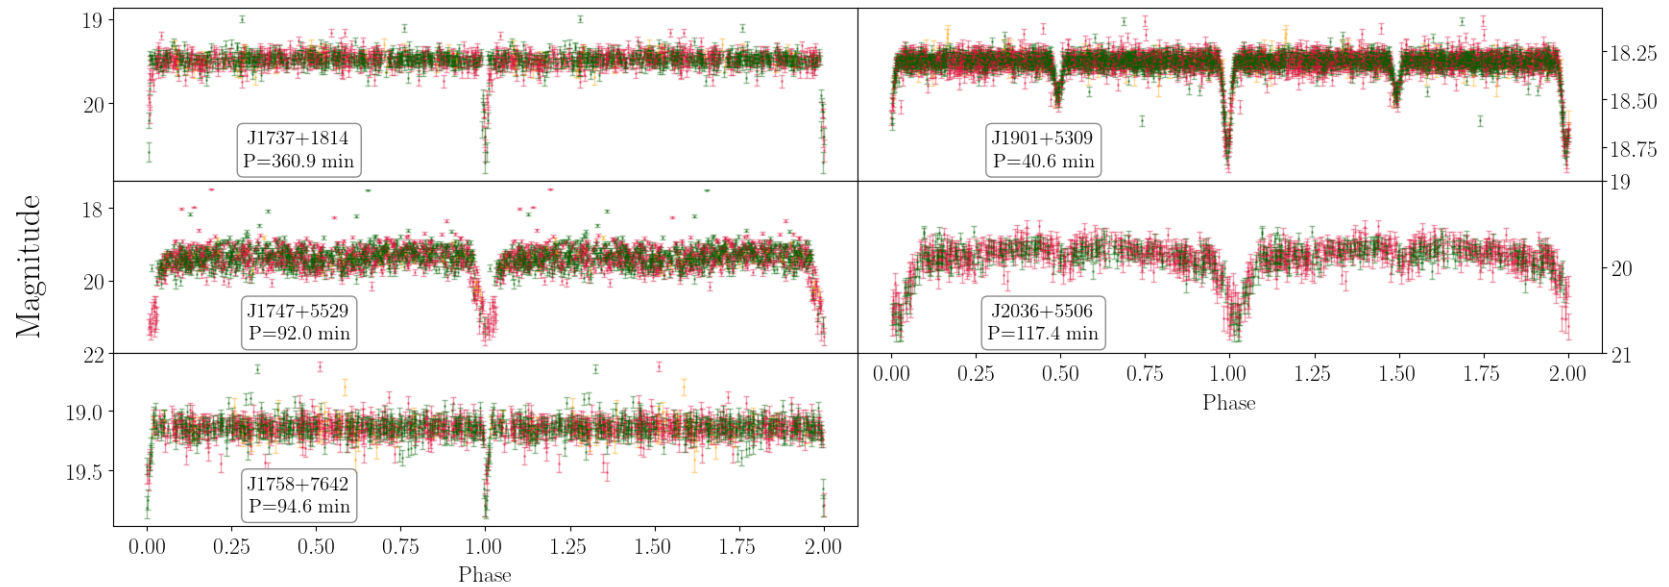 Magnitude
19
20
J1737+1814
P=360.9 min
18.25
18.50
18.75
19
J1901+5309
P=40.6 min
18
20
22
J1747+5529
P=92.0 min
20
21
J2036+5506
P=117.4 min
0.00 0.25 0.50 0.75 1.00 1.25 1.50 1.75 2.00
Phase
19.0
19.5
J1758+7642
P=94.6 min
0.00 0.25 0.50 0.75 1.00 1.25 1.50 1.75 2.00
Phase